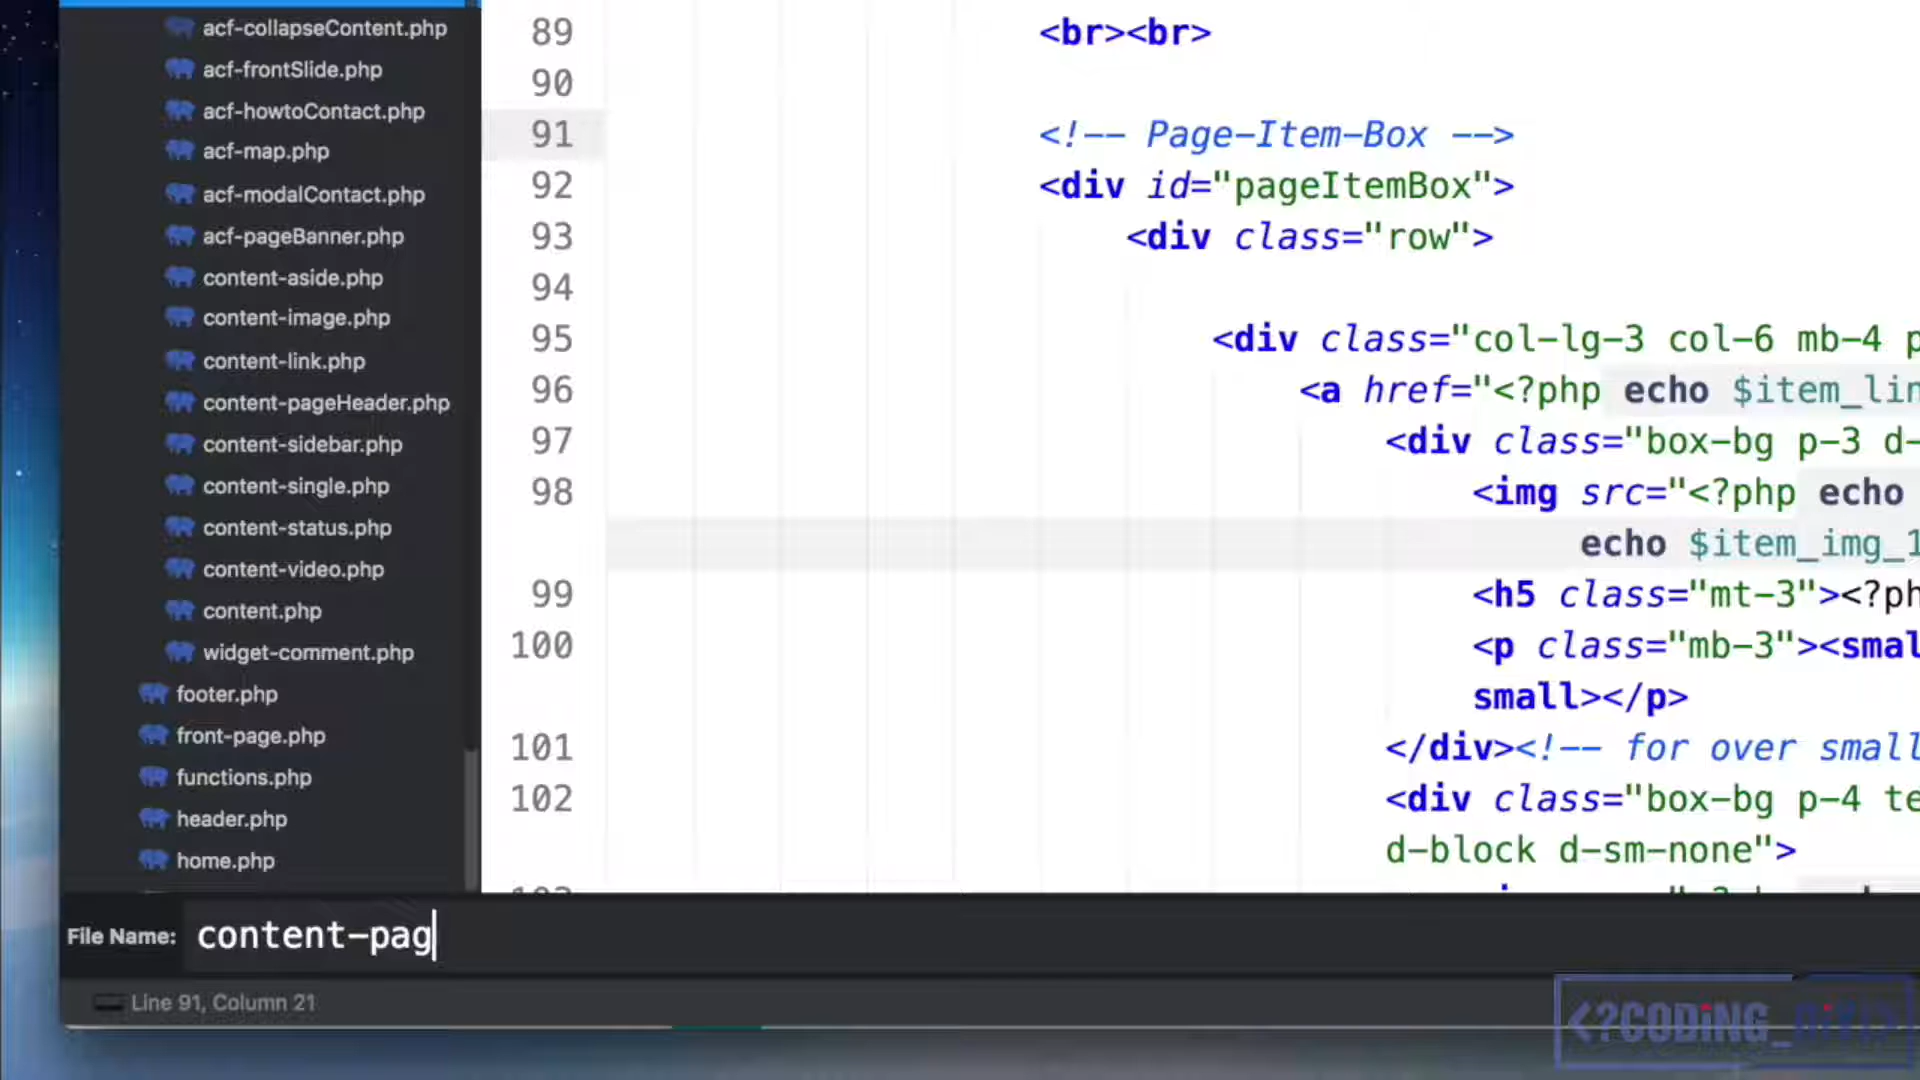 acf-collapseContent.php
acf-frontSlide.php
acf-howtoContact.php
acf-map.php
acf-modalContact.php
acf-pageBanner.php
content-aside.php
content-image.php
content-link.php
content-pageHeader.php
content-sidebar.php
content-single.php
content-status.php
content-video.php
content.php
widget-comment.php
footer.php
front-page.php
functions.php
header.php
home.php
89 <br><br>
90
91 <!-- Page-Item-Box -->
92 <div id="pageItemBox">
93 <div class="row">
94
95 <div class="col-lg-3 col-6 mb-4 p
96 <a href="<?php echo $item_lin
97 <div class="box-bg p-3 d-
98 <img src="<?php echo
echo $item_img_1
99 <h5 class="mt-3"><?ph
100 <p class="mb-3"><smal
small></p>
101 </div><!-- for over small
102 <div class="box-bg p-4 te
d-block d-sm-none">
File Name: content-pag
Line 91, Column 21
<?CODING_DiY!>